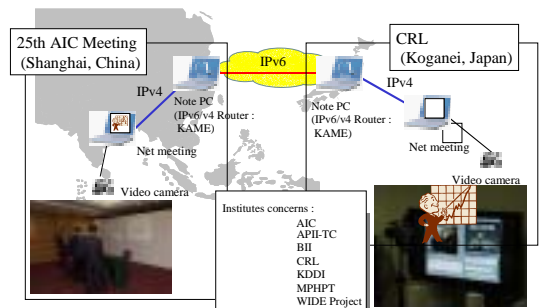 25th AIC Meeting
(Shanghai, China)
IPv6
CRL
(Koganei, Japan)
IPv4
Note PC
(IPv6/v4 Router :
KAME)
Net meeting
Video camera
Note PC
(IPv6/v4 Router :
KAME)
IPv4
Net meeting
Video camera
Institutes concerns :
AIC
APII-TC
BII
CRL
KDDI
MPHPT
WIDE Project